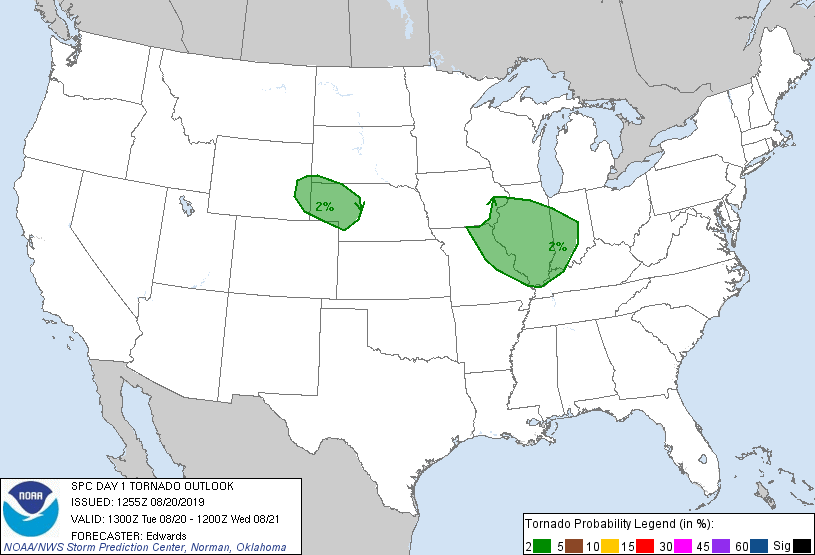 2%
2%
NOAA
SPC DAY 1 TORNADO OUTLOOK
ISSUED: 1255Z 08/20/2019
VALID: 1300Z Tue 08/20 - 1200Z Wed 08/21
FORECASTER: Edwards
NOAA/NWS Storm Prediction Center, Norman, Oklahoma
Tornado Probability Legend (in %):
2 5 10 15 30 45 60 Sig